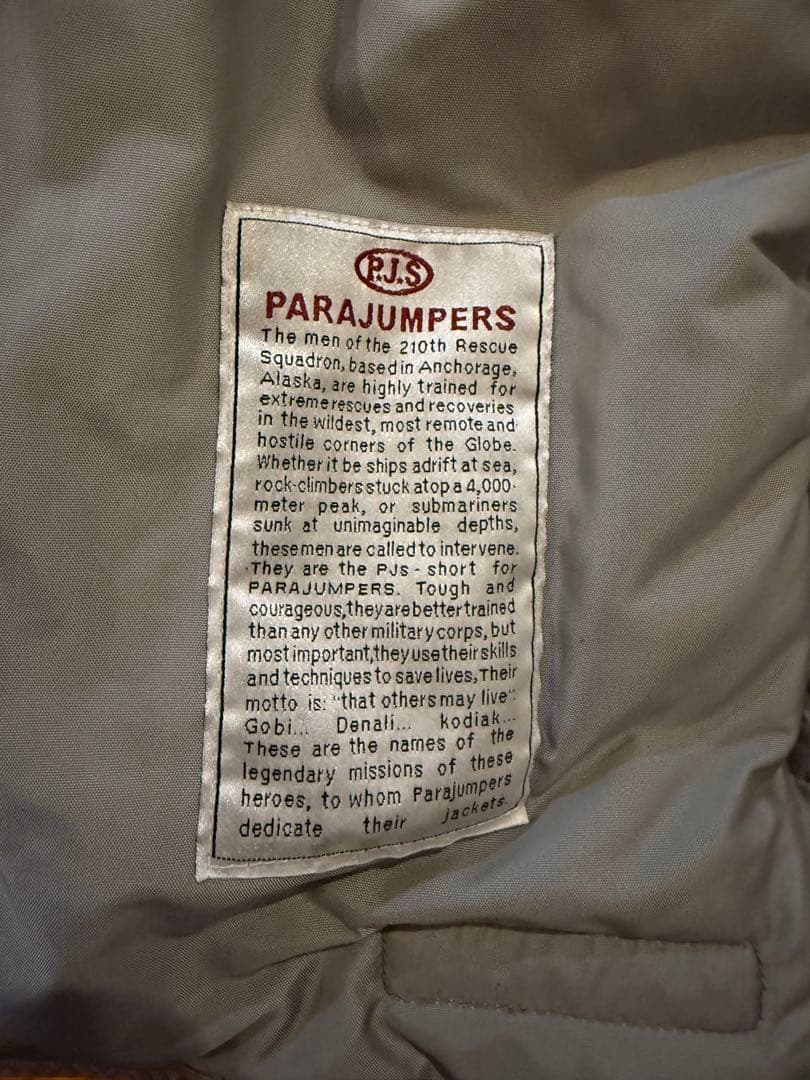 P.J.S
PARAJUMPERS
The men of the 210th Rescue
Squadron, based in Anchorage,
Alaska, are highly trained for
extreme rescues and recoveries
in the wildest, most remote and
hostile corners of the Globe.
Whether it be ships adrift at sea,
rock-climbers stuck atop a 4,000-
meter peak, or submariners
sunk at unimaginable depths,
these men are called to intervene.
They are the PJs - short for
PARAJUMPERS. Tough and
courageous, they are better trained
than any other military corps, but
most important, they use their skills
and techniques to save lives, Their
motto is: "that others may live".
Gobi... Denali... kodiak...
These are the names of the
legendary missions of these
heroes, to whom Parajumpers
dedicate their jackets.